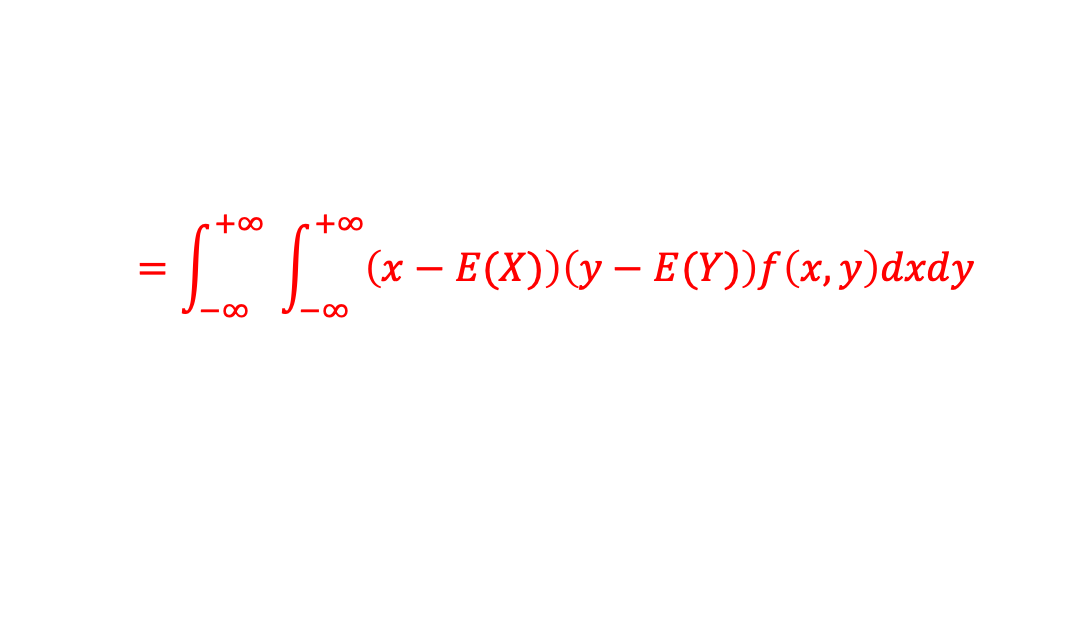 = ∫_{−∞}^{+∞} ∫_{−∞}^{+∞} (x − E(X))(y − E(Y))f(x, y)dxdy